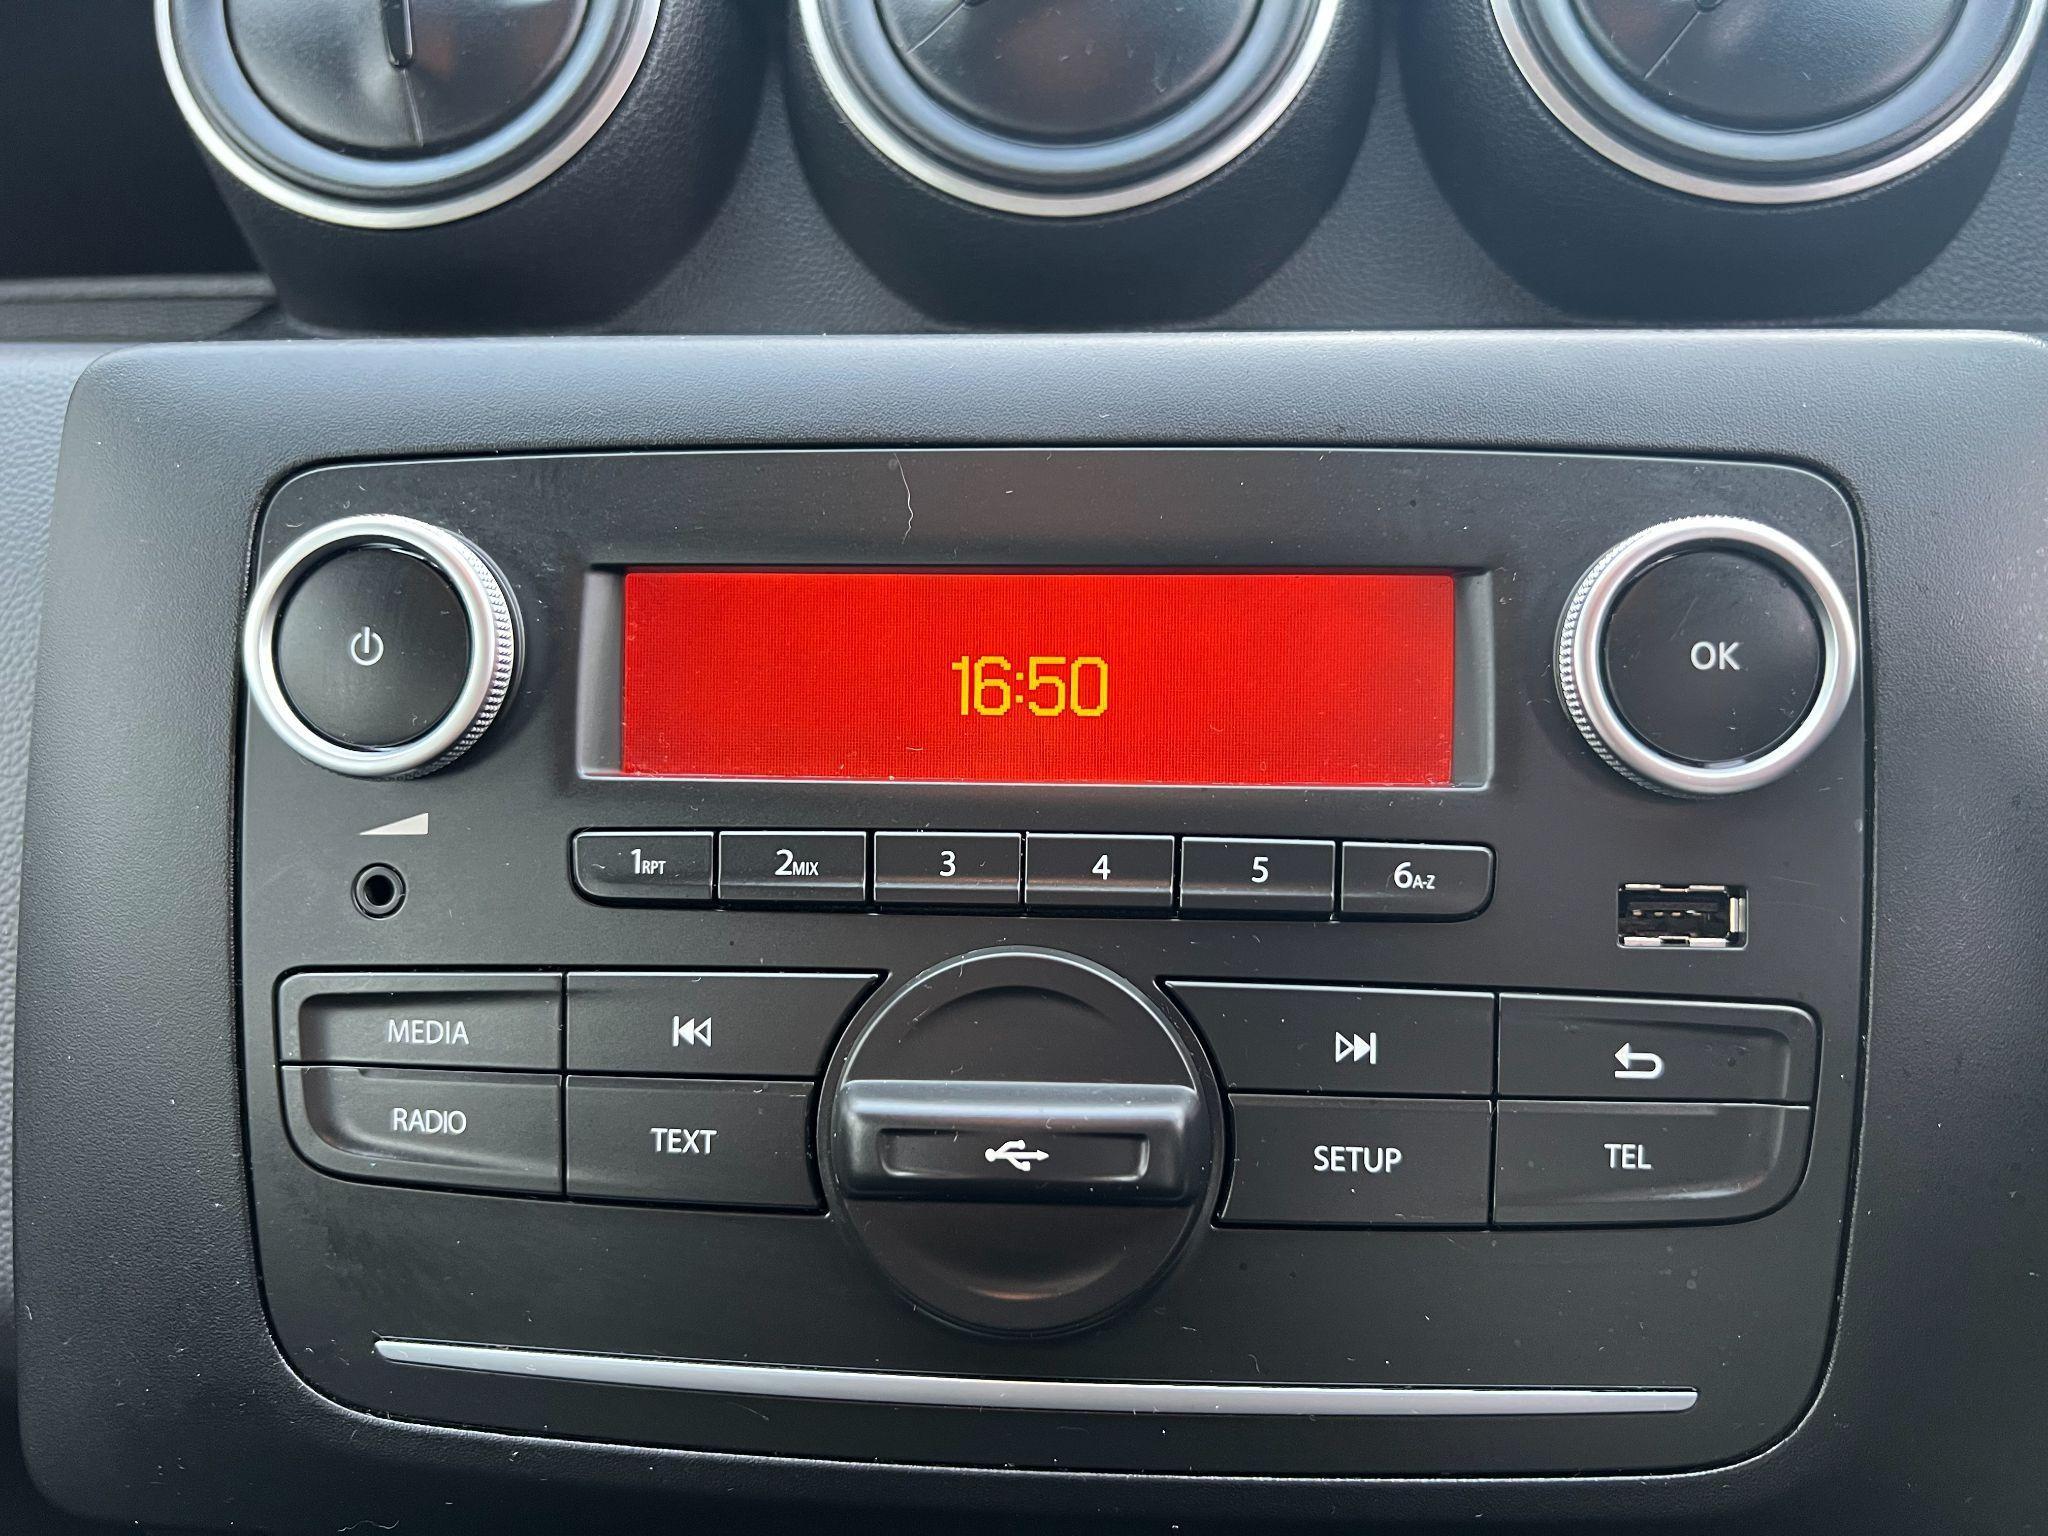 16:50
OK
1RPT
2MIX
3
4
5
6A-Z
MEDIA
RADIO
TEXT
SETUP
TEL